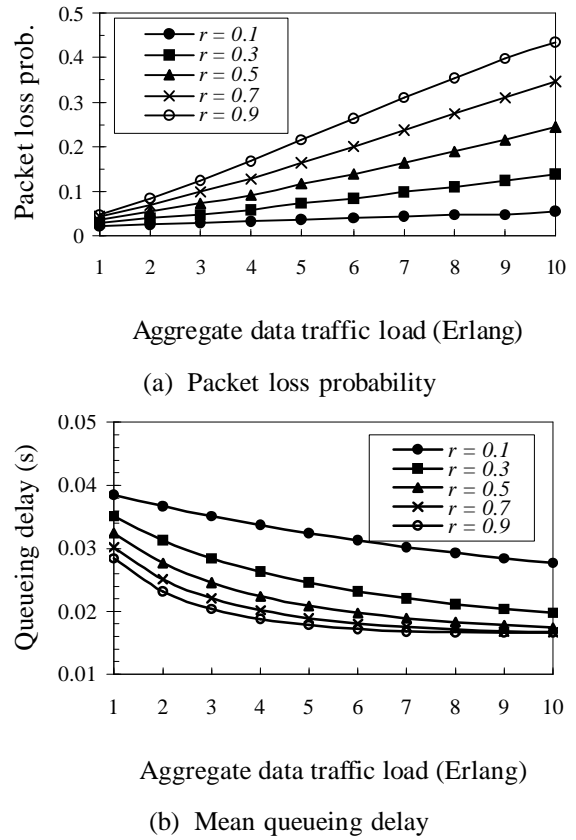 Packet loss prob.
0.5
0.4
0.3
0.2
0.1
0
r = 0.1
r = 0.3
r = 0.5
r = 0.7
r = 0.9
1 2 3 4 5 6 7 8 9 10
Aggregate data traffic load (Erlang)
(a) Packet loss probability
Queueing delay (s)
0.05
0.04
0.03
0.02
0.01
r = 0.1
r = 0.3
r = 0.5
r = 0.7
r = 0.9
1 2 3 4 5 6 7 8 9 10
Aggregate data traffic load (Erlang)
(b) Mean queueing delay